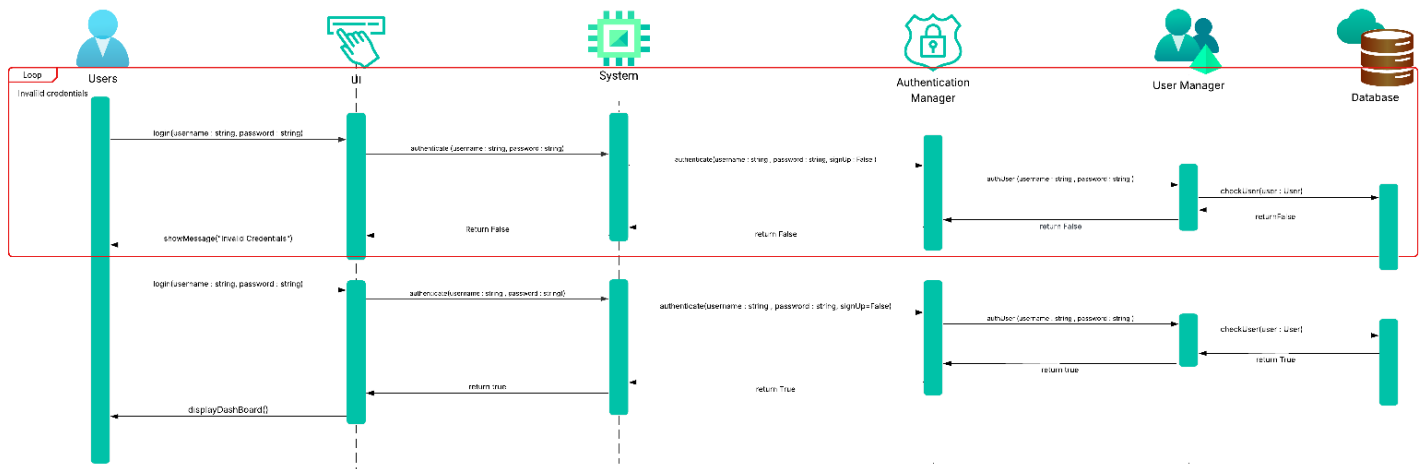 Users
UI
System
Authentication
Manager
User Manager
Database
Loop
Invaliid credentials
login(username : string, password : string)
authenticate (username : string, password : string)
authenticate(username : string , password : string, signUp :False )
authUser (username : string , password : string )
checkUser(user : User)
returnFalse
return False
return False
Return False
showMessage("Invalid Credentials")
login(username : string, password : string)
authenticate(username : string , password : string)
authenticate(username : string , password : string, signUp=False)
authUser (username : string , password : string )
checkUser(user : User)
return True
return true
return True
return true
displayDashBoard()